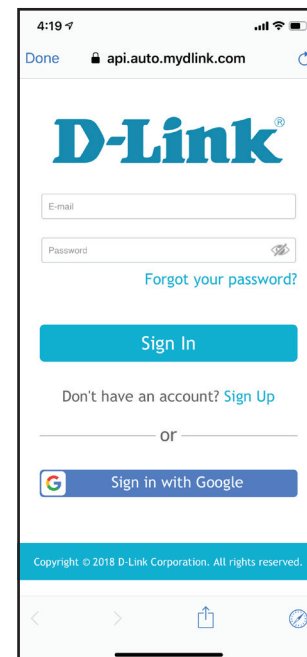 4:19
Done api.auto.mydlink.com
D-Link®
E-mail
Password
Forgot your password?
Sign In
Don't have an account? Sign Up
or
G Sign in with Google
Copyright © 2018 D-Link Corporation. All rights reserved.